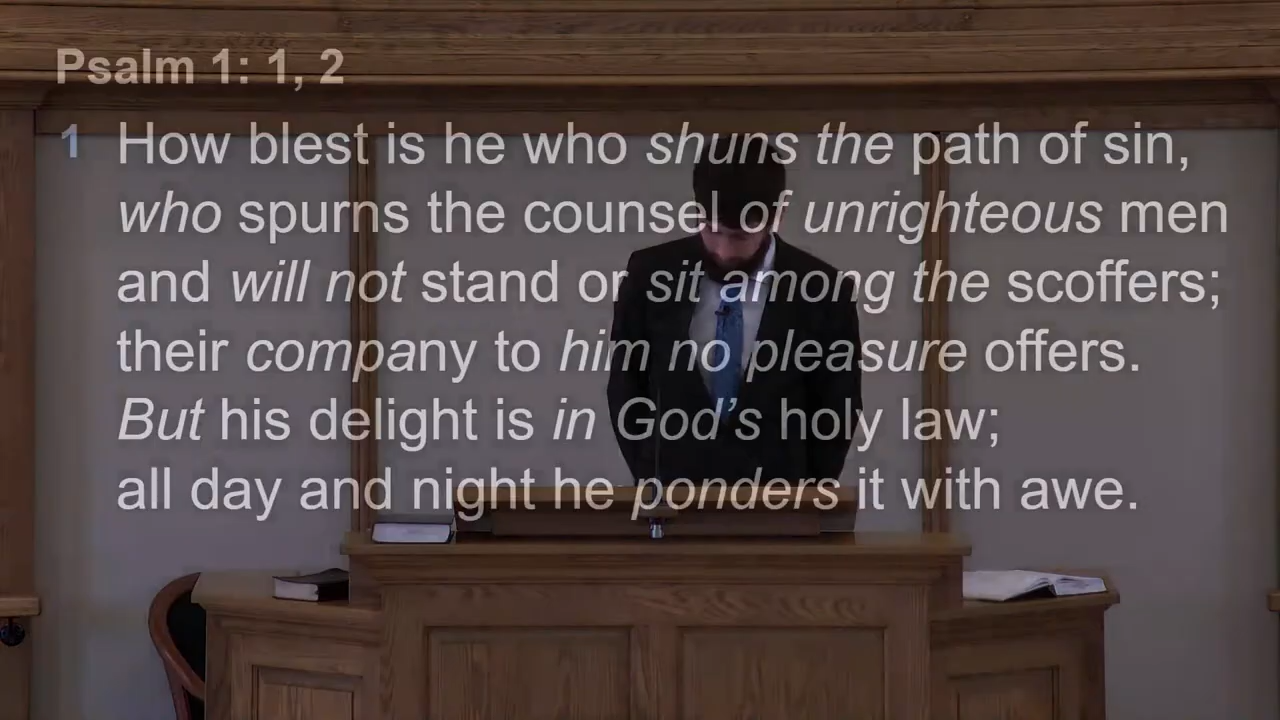 Psalm 1: 1, 2
1 How blest is he who shuns the path of sin,
who spurns the counsel of unrighteous men
and will not stand or sit among the scoffers;
their company to him no pleasure offers.
But his delight is in God’s holy law;
all day and night he ponders it with awe.